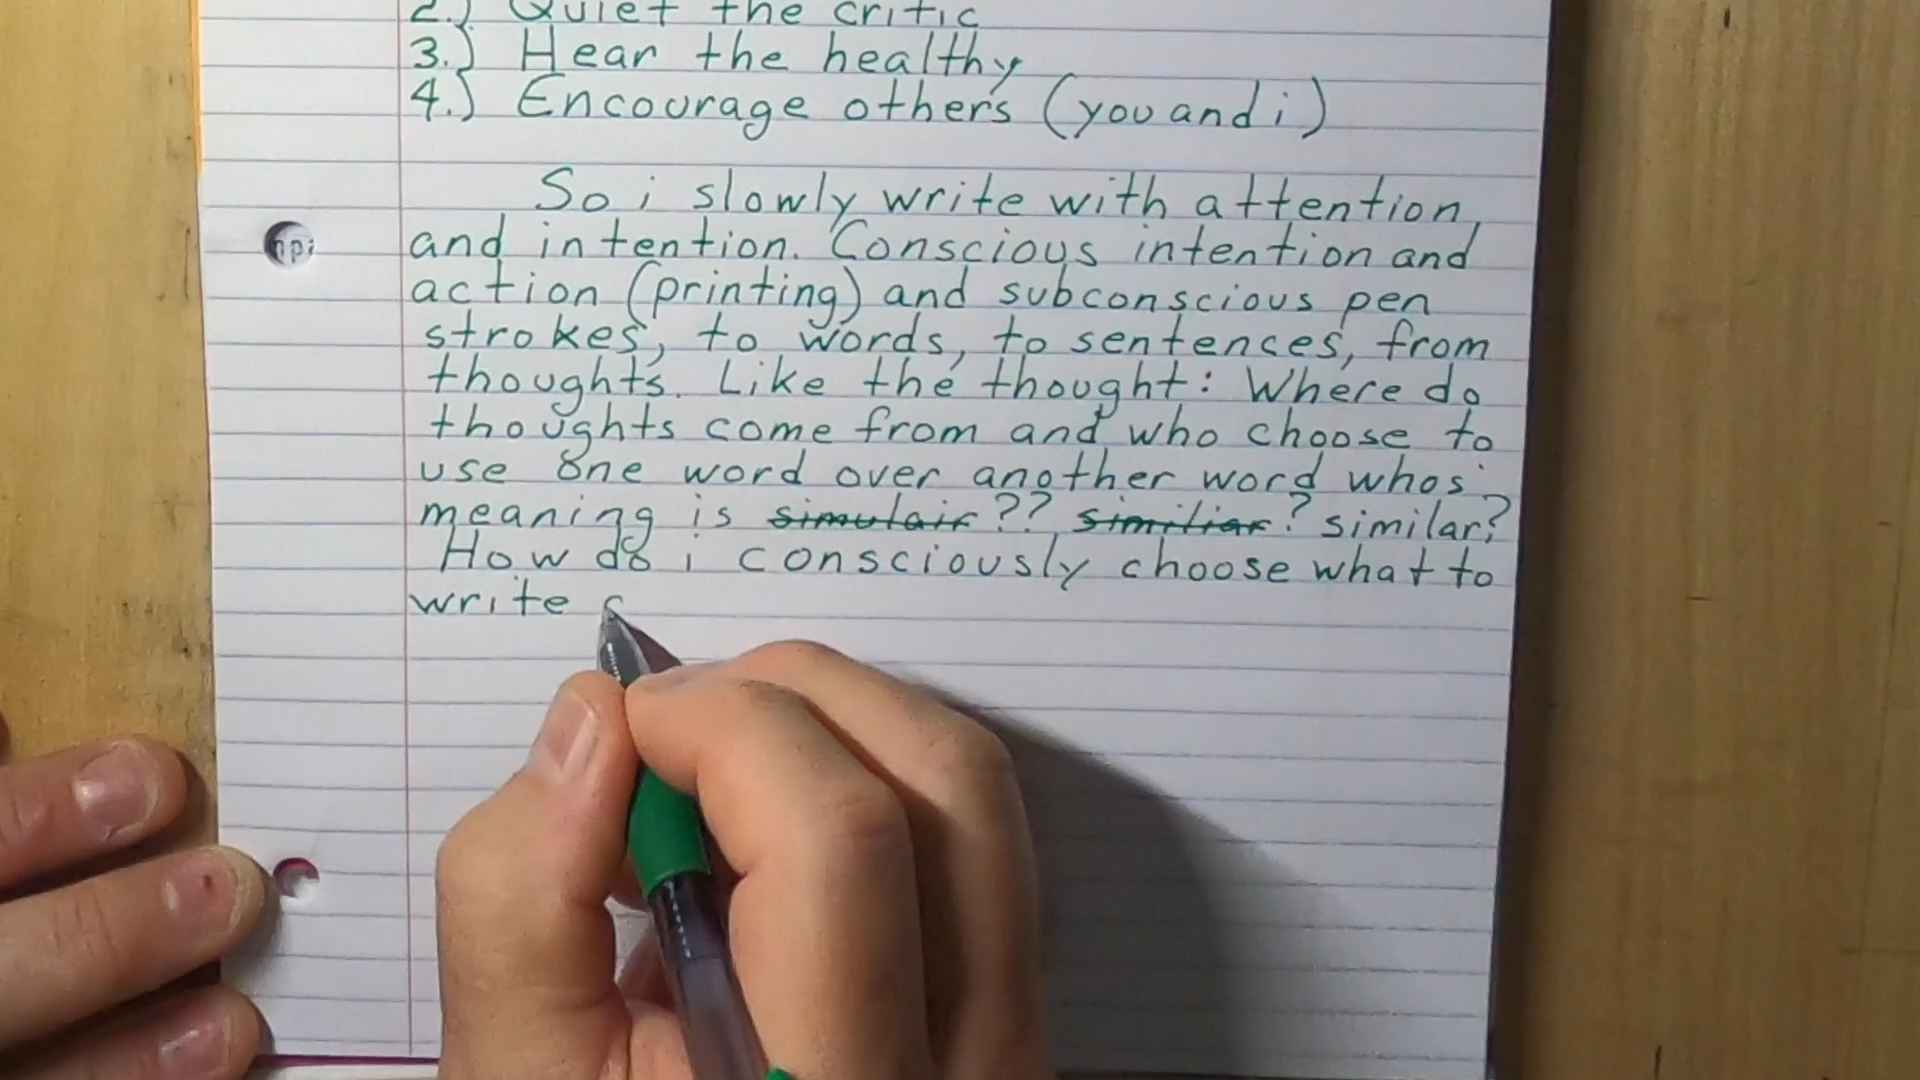 2.) Quiet the critic
3.) Hear the healthy
4.) Encourage others (you and i)
So i slowly write with attention,
and intention. Conscious intention and
action (printing) and subconscious pen
strokes, to words, to sentences, from
thoughts. Like the thought: Where do
thoughts come from and who choose to
use one word over another word whos
meaning is simulair?? similiar? similar?
How do i consciously choose what to
write